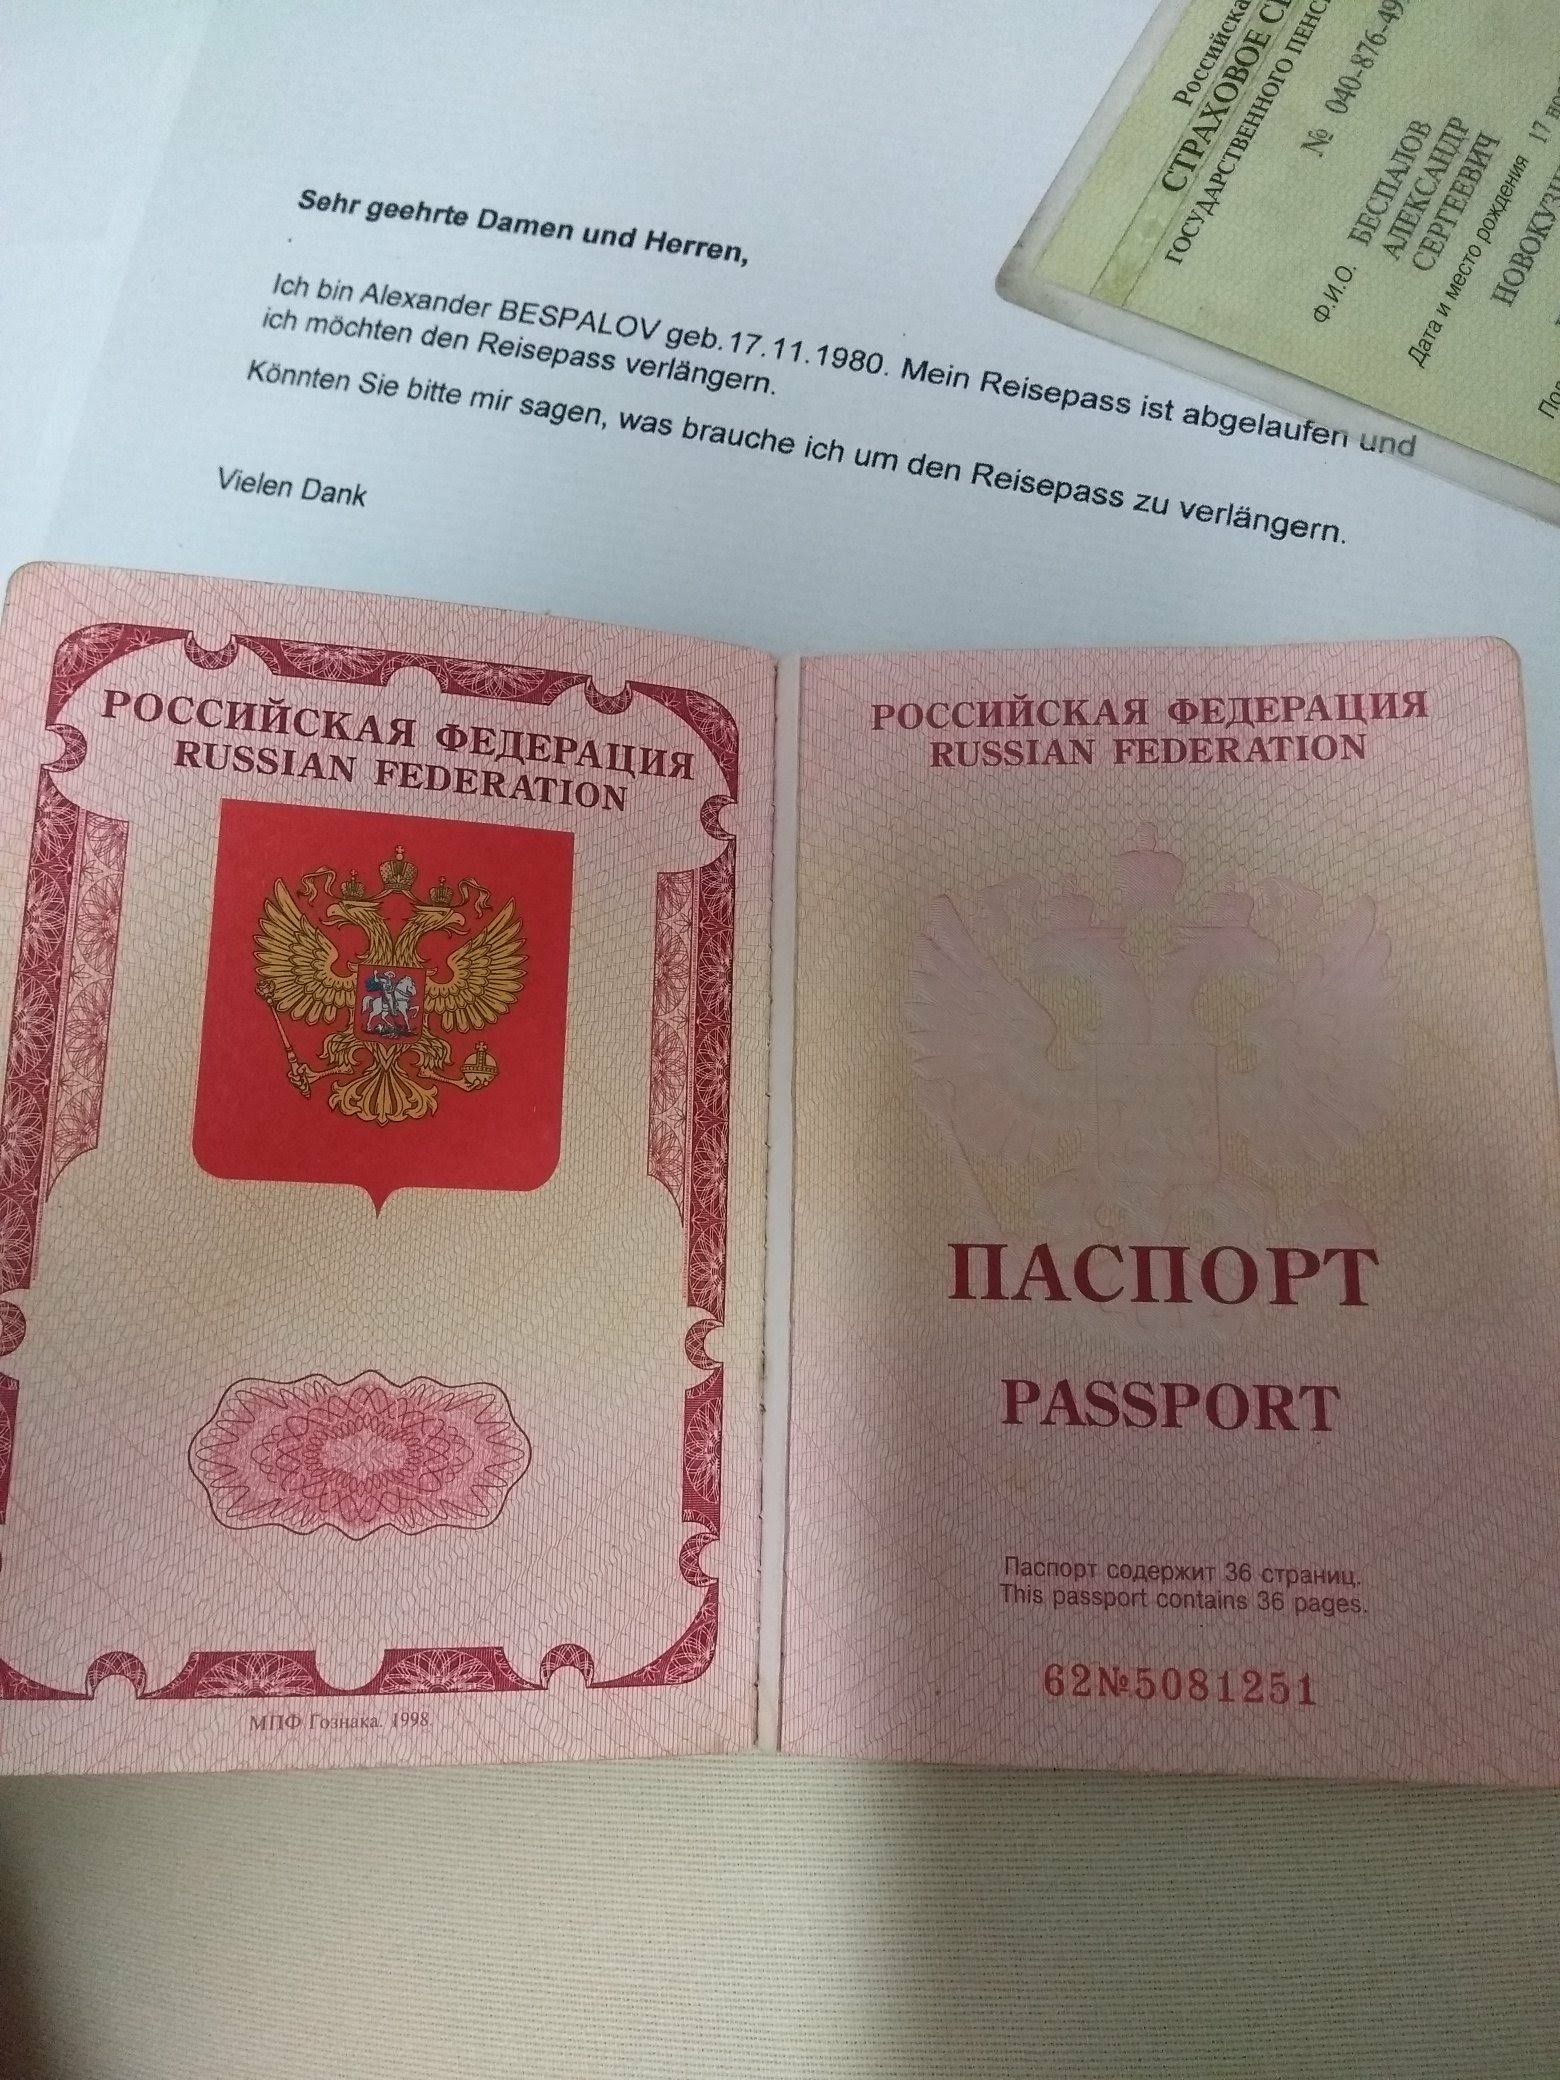 Sehr geehrte Damen und Herren,
Ich bin Alexander BESPALOV geb.17.11.1980. Mein Reisepass ist abgelaufen und
ich möchten den Reisepass verlängern.
Könnten Sie bitte mir sagen, was brauche ich um den Reisepass zu verlängern.
Vielen Dank
Российская
СТРАХОВОЕ
ГОСУДАРСТВЕННОГО
№ 040-876-49
Ф.И.О. БЕСПАЛОВ
АЛЕКСАНДР
СЕРГЕЕВИЧ
Дата и место рождения 17
РОССИЙСКАЯ ФЕДЕРАЦИЯ
RUSSIAN FEDERATION
МПФ Гознака. 1998.
РОССИЙСКАЯ ФЕДЕРАЦИЯ
RUSSIAN FEDERATION
ПАСПОРТ
PASSPORT
Паспорт содержит 36 страниц.
This passport contains 36 pages.
62№5081251